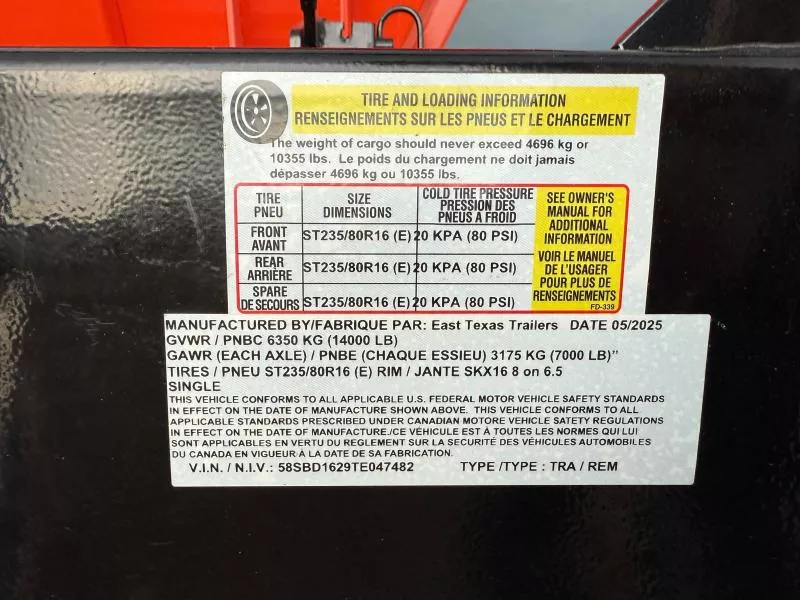 TIRE AND LOADING INFORMATION
RENSEIGNEMENTS SUR LES PNEUS ET LE CHARGEMENT
The weight of cargo should never exceed 4696 kg or
10355 lbs. Le poids du chargement ne doit jamais
dépasser 4696 kg ou 10355 lbs.
TIRE
PNEU
SIZE
DIMENSIONS
COLD TIRE PRESSURE
PRESSION DES
PNEUS A FROID
FRONT
AVANT
ST235/80R16 (E) 20 KPA (80 PSI)
REAR
ARRIÈRE
ST235/80R16 (E) 20 KPA (80 PSI)
SPARE
DE SECOURS
ST235/80R16 (E) 20 KPA (80 PSI)
SEE OWNER'S
MANUAL FOR
ADDITIONAL
INFORMATION
VOIR LE MANUEL
DE L'USAGER
POUR PLUS DE
RENSEIGNEMENTS
FD-339
MANUFACTURED BY/FABRIQUE PAR: East Texas Trailers DATE 05/2025
GVWR / PNBC 6350 KG (14000 LB)
GAWR (EACH AXLE) / PNBE (CHAQUE ESSIEU) 3175 KG (7000 LB)"
TIRES / PNEU ST235/80R16 (E) RIM / JANTE SKX16 8 on 6.5
SINGLE
THIS VEHICLE CONFORMS TO ALL APPLICABLE U.S. FEDERAL MOTOR VEHICLE SAFETY STANDARDS
IN EFFECT ON THE DATE OF MANUFACTURE SHOWN ABOVE. THIS VEHICLE CONFORMS TO ALL
APPLICABLE STANDARDS PRESCRIBED UNDER CANADIAN MOTORE VEHICLE SAFETY REGULATIONS
IN EFFECT ON THE DATE OF MANUFACTURE./CE VÉHICULE EST À TOUTES LES NORMES QUI LUI
SONT APPLICABLES EN VERTU DU REGLEMENT SUR LA SECURITÉ DES VÉHICULES AUTOMOBILES
DU CANADA EN VIGUEUR À LA DATE DE SA FABRICATION.
V.I.N. / N.I.V.: 58SBD1629TE047482 TYPE /TYPE : TRA / REM